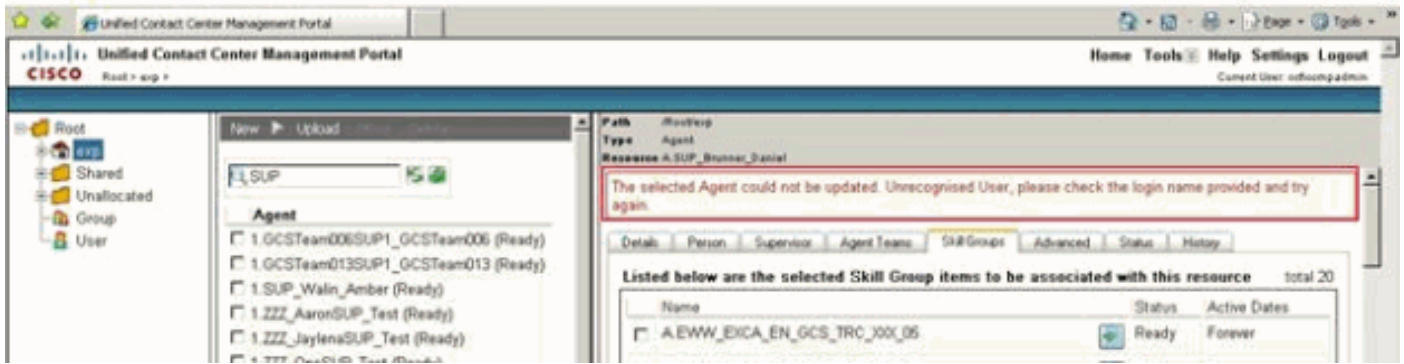 Unified Contact Center Management Portal
Page
Tools
Unified Contact Center Management Portal
CISCO
Root > exp >
Home Tools Help Settings Logout
Current User:
Root
exp
Shared
Unallocated
Group
User
New Upload
SUP
Agent
1.GCSTeam006SUP1_GCSTeam006 (Ready)
1.GCSTeam013SUP1_GCSTeam013 (Ready)
1.SUP_Walin_Amber (Ready)
1.ZZZ_AaronSUP_Test (Ready)
1.ZZZ_JaylenaSUP_Test (Ready)
1.ZZZ_OneSUP_Test (Ready)
Path /Root/exp
Type Agent
Resource A.SUP_Brunner_Daniel
The selected Agent could not be updated. Unrecognised User, please check the login name provided and try
again.
Details Person Supervisor Agent Teams Skill Groups Advanced Status History
Listed below are the selected Skill Group items to be associated with this resource total 20
Name Status Active Dates
A.EWW_EXCA_EN_GCS_TRC_XXX_05 Ready Forever